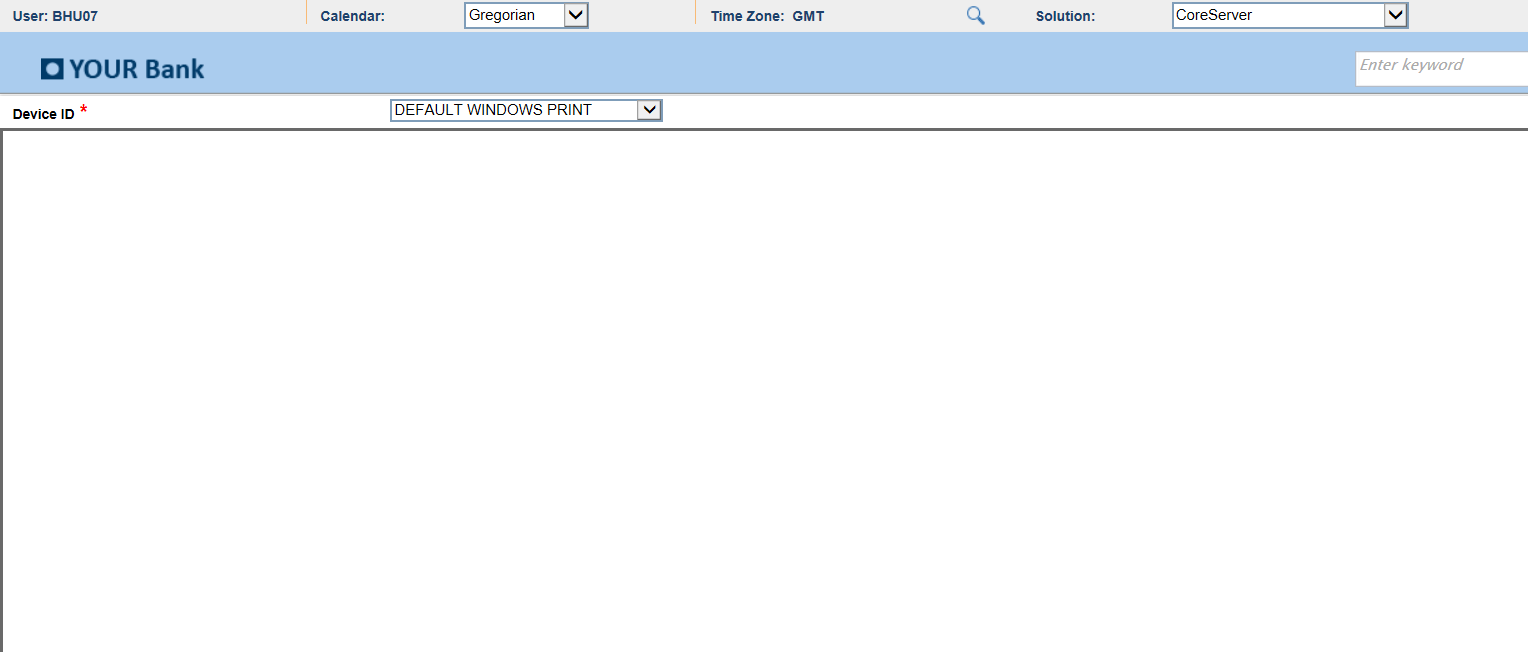 User: BHU07 Calendar: Gregorian Time Zone: GMT Solution: CoreServer
YOUR Bank Enter keyword
Device ID * DEFAULT WINDOWS PRINT